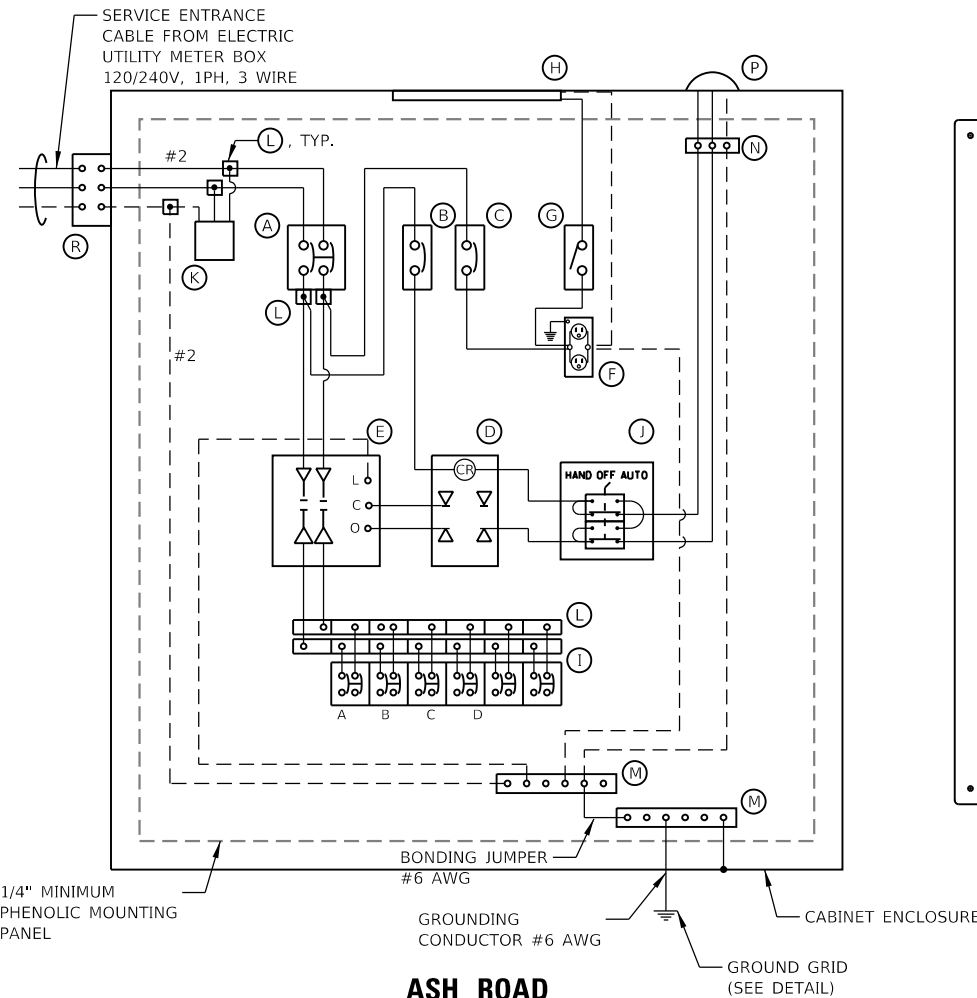 SERVICE ENTRANCE
CABLE FROM ELECTRIC
UTILITY METER BOX
120/240V, 1PH, 3 WIRE
H
P
L , TYP.
#2
N
R
K
A
B
C
G
L
#2
F
E
D
J
L
C
O
CR
HAND OFF AUTO
L
I
A B C D
M
M
BONDING JUMPER
#6 AWG
1/4" MINIMUM
PHENOLIC MOUNTING
PANEL
GROUNDING
CONDUCTOR #6 AWG
CABINET ENCLOSURE
GROUND GRID
(SEE DETAIL)
ASH ROAD